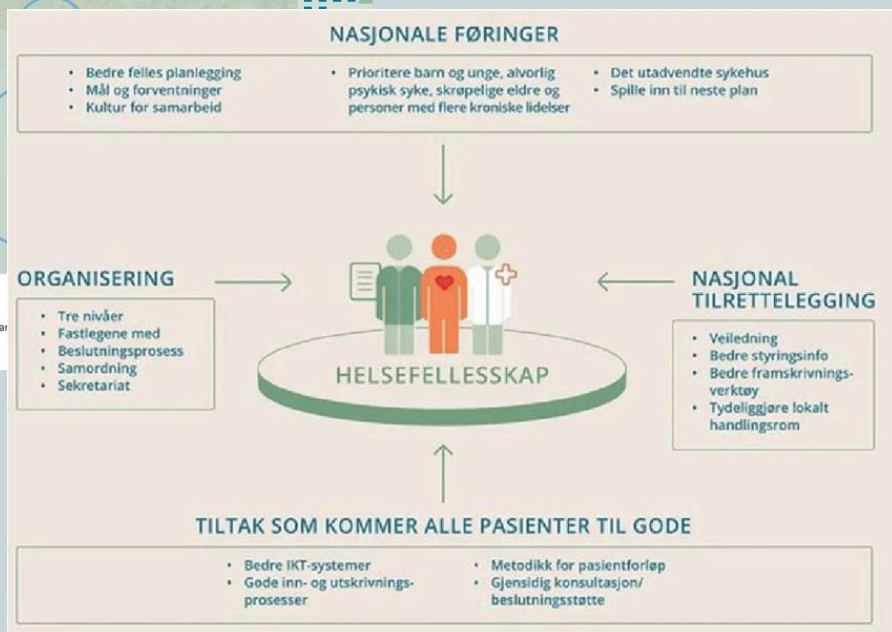 NASJONALE FØRINGER
• Bedre felles planlegging
• Mål og forventninger
• Kultur for samarbeid
• Prioritere barn og unge, alvorlig
psykisk syke, skrøpelige eldre og
personer med flere kroniske lidelser
• Det utadvendte sykehus
• Spille inn til neste plan
ORGANISERING
• Tre nivåer
• Fastlegene med
• Beslutningsprosess
• Samordning
• Sekretariat
HELSEFELLESSKAP
NASJONAL
TILRETTELEGGING
• Veiledning
• Bedre styringsinfo
• Bedre framskrivnings-
verktøy
• Tydeliggjøre lokalt
handlingsrom
TILTAK SOM KOMMER ALLE PASIENTER TIL GODE
• Bedre IKT-systemer
• Gode inn- og utskrivnings-
prosesser
• Metodikk for pasientforløp
• Gjensidig konsultasjon/
beslutningsstøtte